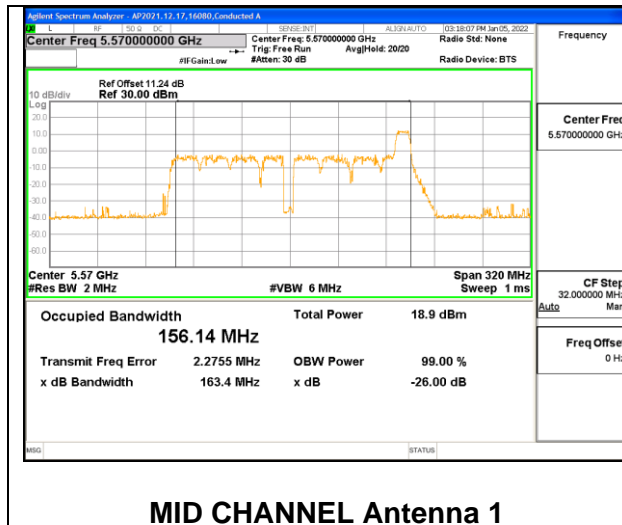 Agilent Spectrum Analyzer - AP2021.12.17,16080,Conducted A
L RF 50 Ω DC SENSE:INT ALIGN AUTO 03:18:07 PM Jan 05, 2022
Center Freq 5.570000000 GHz
Center Freq: 5.570000000 GHz
Radio Std: None
Trig: Free Run Avg|Hold: 20/20
#IFGain:Low #Atten: 30 dB Radio Device: BTS
Frequency
Ref Offset 11.24 dB
10 dB/div Ref 30.00 dBm
Log
20.0
10.0
0.00
-10.0
-20.0
-30.0
-40.0
-50.0
-60.0
Center Freq
5.570000000 GHz
Center 5.57 GHz Span 320 MHz
#Res BW 2 MHz #VBW 6 MHz Sweep 1 ms
CF Step
32.000000 MHz
Auto Man
Occupied Bandwidth Total Power 18.9 dBm
156.14 MHz
Transmit Freq Error 2.2755 MHz OBW Power 99.00 %
x dB Bandwidth 163.4 MHz x dB -26.00 dB
Freq Offset
0 Hz
MSG STATUS
MID CHANNEL Antenna 1